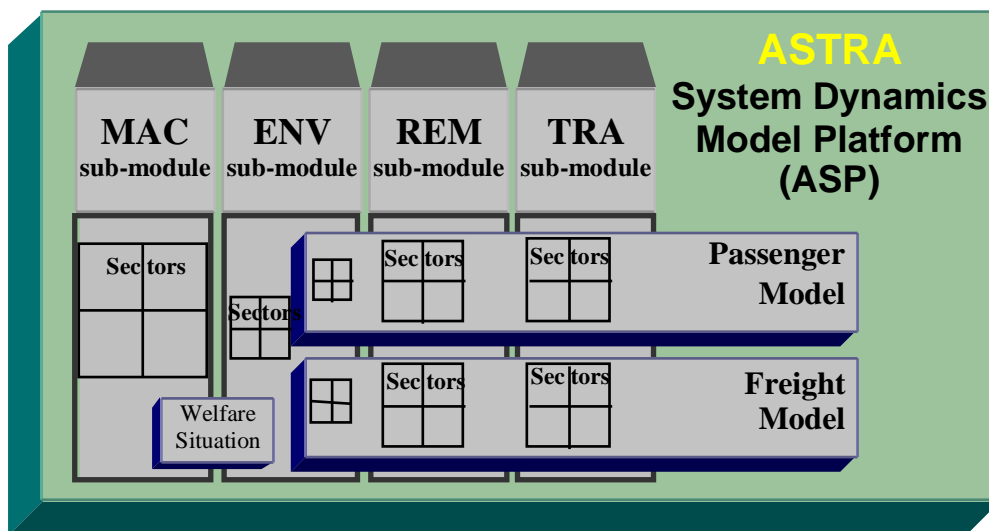 ASTRA
System Dynamics
Model Platform
(ASP)
MAC
sub-module
ENV
sub-module
REM
sub-module
TRA
sub-module
Sectors
Sectors
Sectors
Sectors
Passenger
Model
Sectors
Sectors
Freight
Model
Welfare
Situation